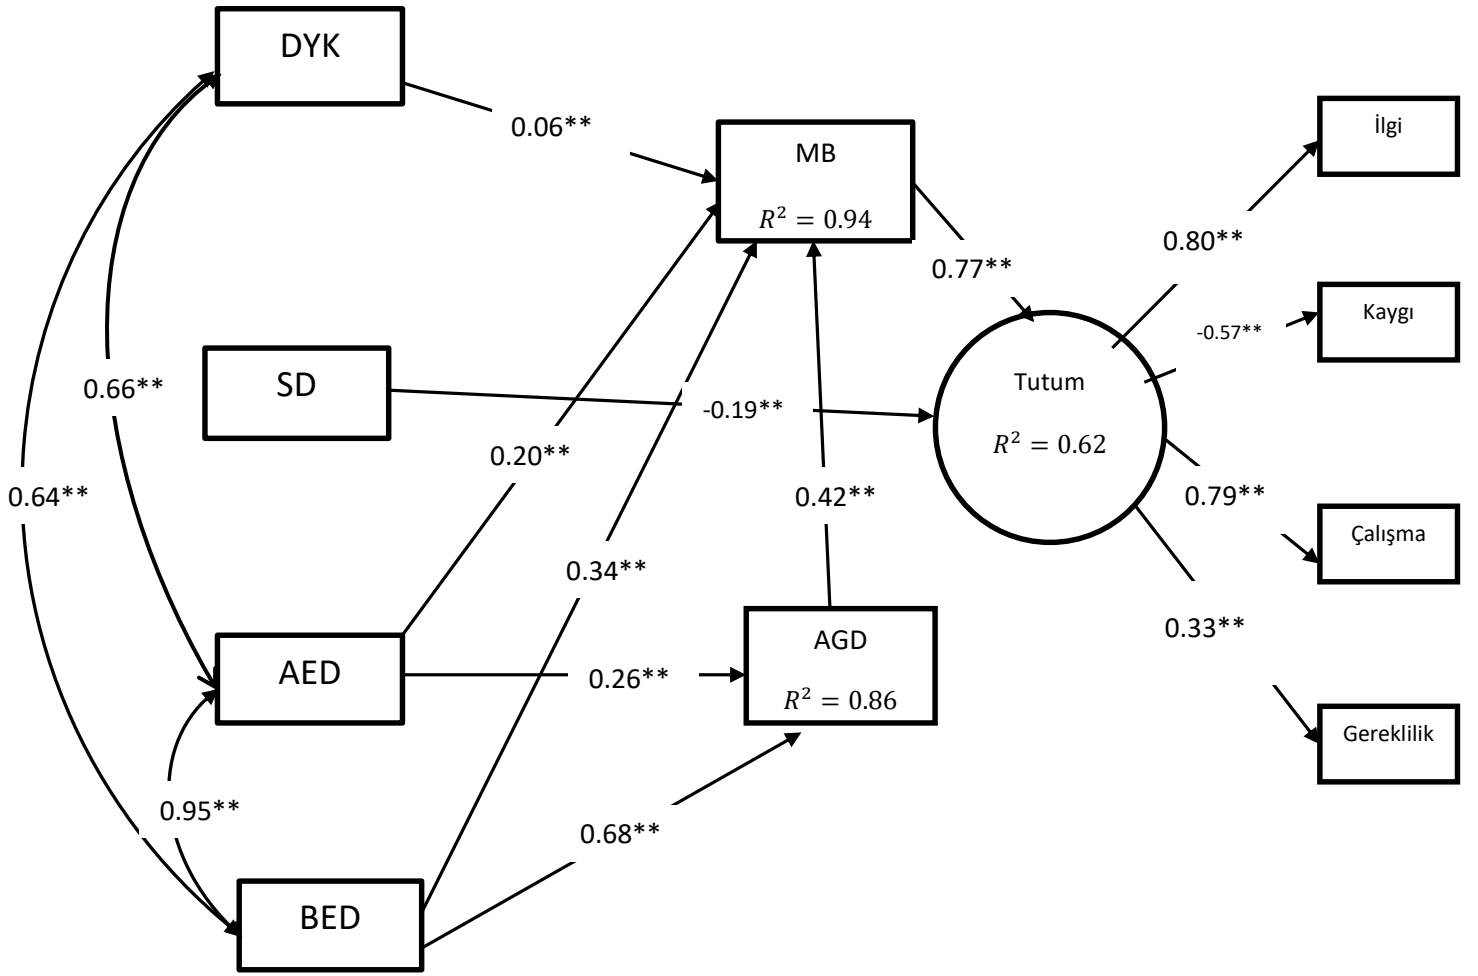 DYK
0.06**
İlgi
MB
R² = 0.94
0.80**
0.77**
Kaygı
-0.57**
SD
0.66**
-0.19**
Tutum
R² = 0.62
0.20**
0.64**
0.42**
0.79**
Çalışma
0.34**
0.33**
AGD
R² = 0.86
AED
0.26**
Gereklilik
0.95**
0.68**
BED